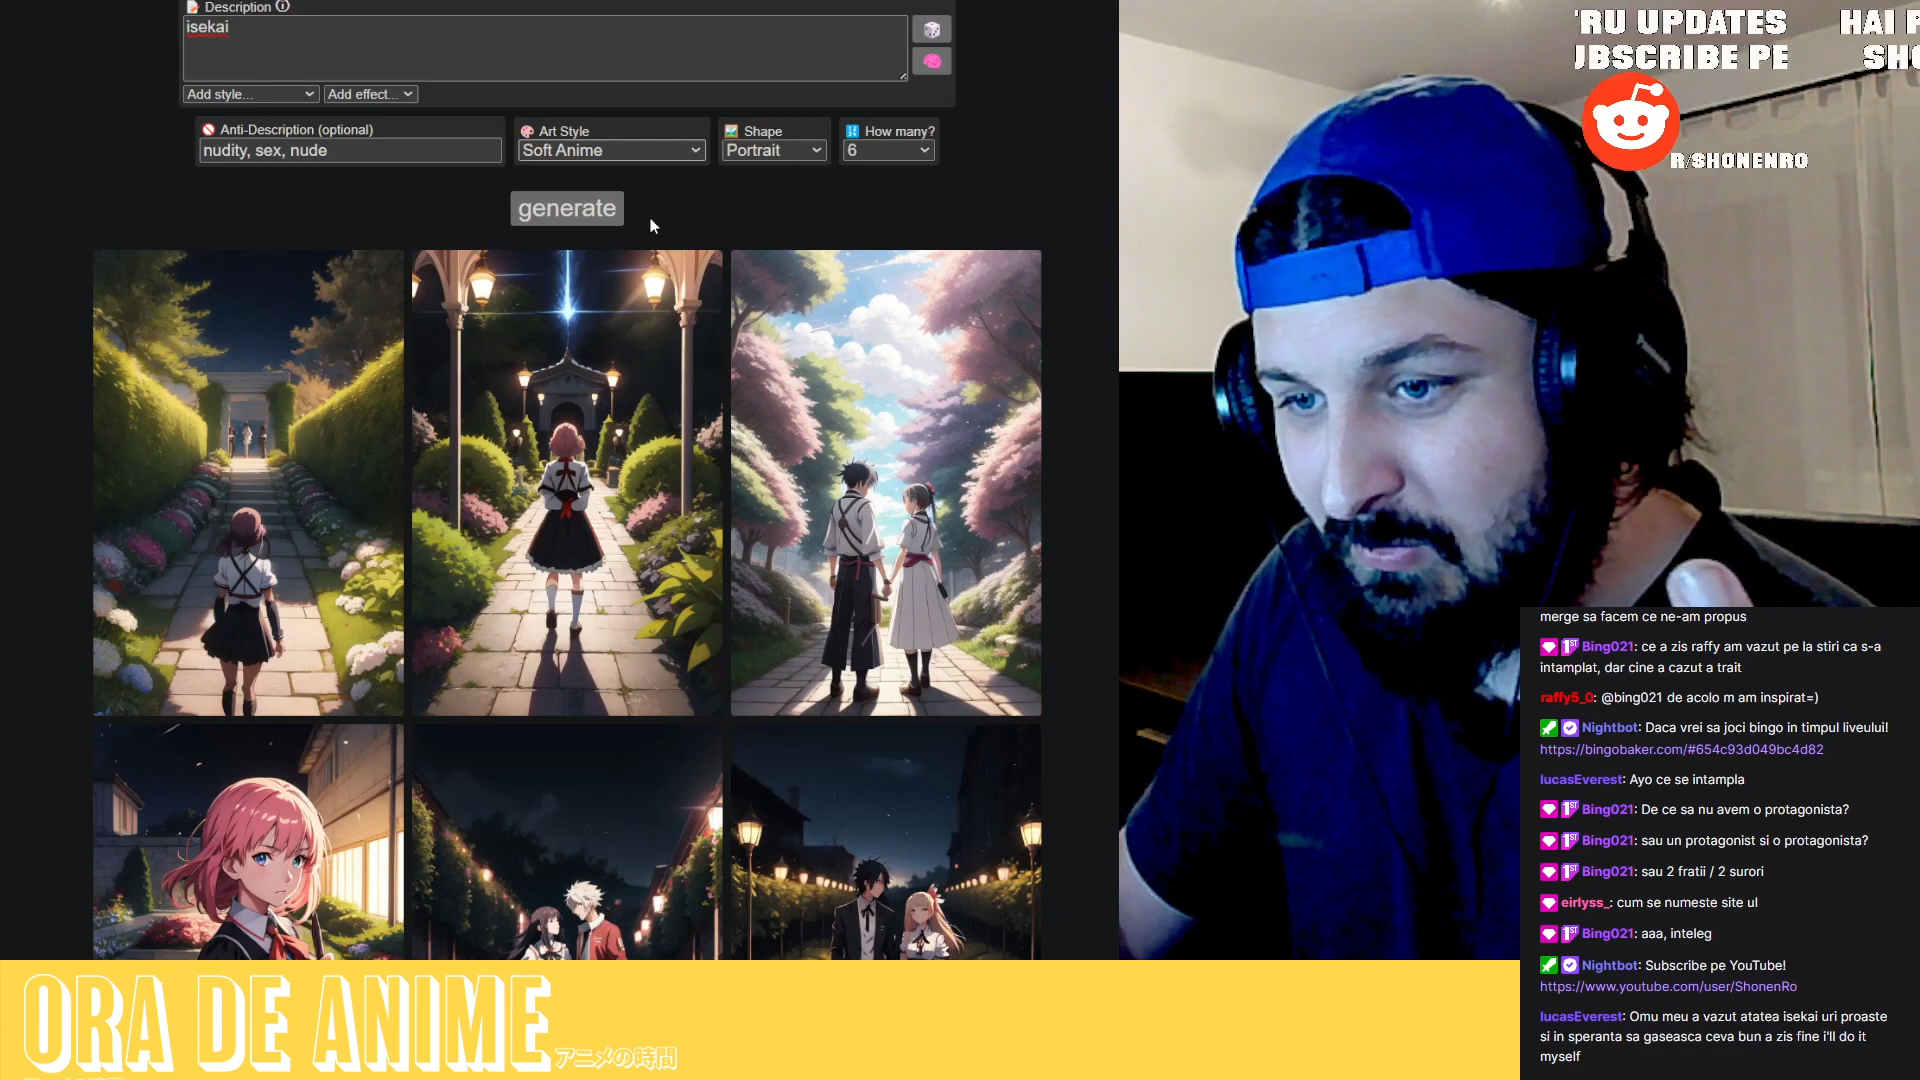 Description
isekai
Add style...
Add effect...
Anti-Description (optional)
nudity, sex, nude
Art Style
Soft Anime
Shape
Portrait
How many?
6
generate
'RU UPDATES HAI P
JBSCRIBE PE SHO
R/SHONENRO
merge sa facem ce ne-am propus
Bing021: ce a zis raffy am vazut pe la stiri ca s-a
intamplat, dar cine a cazut a trait
raffy5_0: @bing021 de acolo m am inspirat=)
Nightbot: Daca vrei sa joci bingo in timpul liveului!
https://bingobaker.com/#654c93d049bc4d82
lucasEverest: Ayo ce se intampla
Bing021: De ce sa nu avem o protagonista?
Bing021: sau un protagonist si o protagonista?
Bing021: sau 2 fratii / 2 surori
eirlyss_: cum se numeste site ul
Bing021: aaa, inteleg
Nightbot: Subscribe pe YouTube!
https://www.youtube.com/user/ShonenRo
lucasEverest: Omu meu a vazut atatea isekai uri proaste
si in speranta sa gaseasca ceva bun a zis fine i'll do it
myself
ORA DE ANIME
アニメの時間